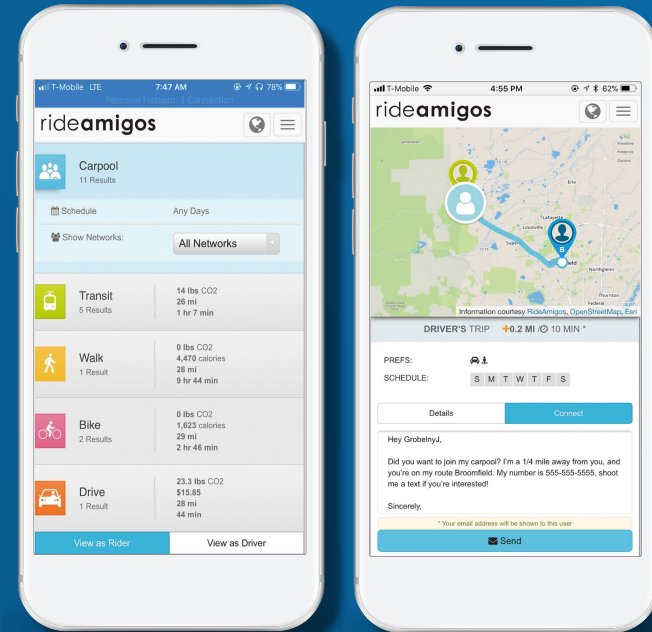 T-Mobile LTE 7:47 AM 78%
Personal Hotspot: 1 Connection
rideamigos
Carpool
11 Results
Schedule Any Days
Show Networks: All Networks
Transit
5 Results
14 lbs CO2
26 mi
1 hr 7 min
Walk
1 Result
0 lbs CO2
4,470 calories
28 mi
9 hr 44 min
Bike
2 Results
0 lbs CO2
1,623 calories
29 mi
2 hr 46 min
Drive
1 Result
23.3 lbs CO2
$15.85
28 mi
44 min
View as Rider View as Driver
T-Mobile 4:55 PM 62%
rideamigos
Firestone
Frederick
Dacono
Erie
Lafayette
Louisville
Super
B
field
Northglenn
Thornton
Federal
Information courtesy RideAmigos, OpenStreetMap, Esri
DRIVER'S TRIP +0.2 MI / 10 MIN *
PREFS:
SCHEDULE: S M T W T F S
Details Connect
Hey GrobelnyJ,
Did you want to join my carpool? I'm a 1/4 mile away from you, and
you're on my route Broomfield. My number is 555-555-5555, shoot
me a text if you're interested!
Sincerely,
* Your email address will be shown to this user
Send